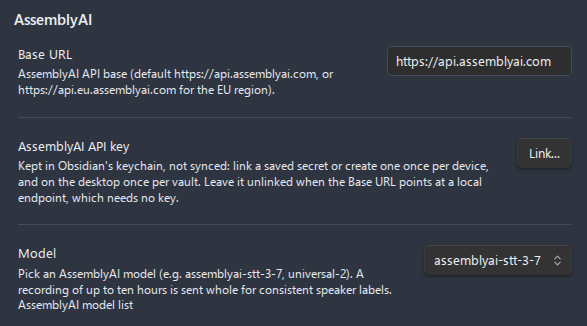 AssemblyAI
Base URL
AssemblyAI API base (default https://api.assemblyai.com, or
https://api.eu.assemblyai.com for the EU region).
https://api.assemblyai.com
AssemblyAI API key
Kept in Obsidian's keychain, not synced: link a saved secret or create one once per device,
and on the desktop once per vault. Leave it unlinked when the Base URL points at a local
endpoint, which needs no key.
Link...
Model
Pick an AssemblyAI model (e.g. assemblyai-stt-3-7, universal-2). A
recording of up to ten hours is sent whole for consistent speaker labels.
AssemblyAI model list
assemblyai-stt-3-7